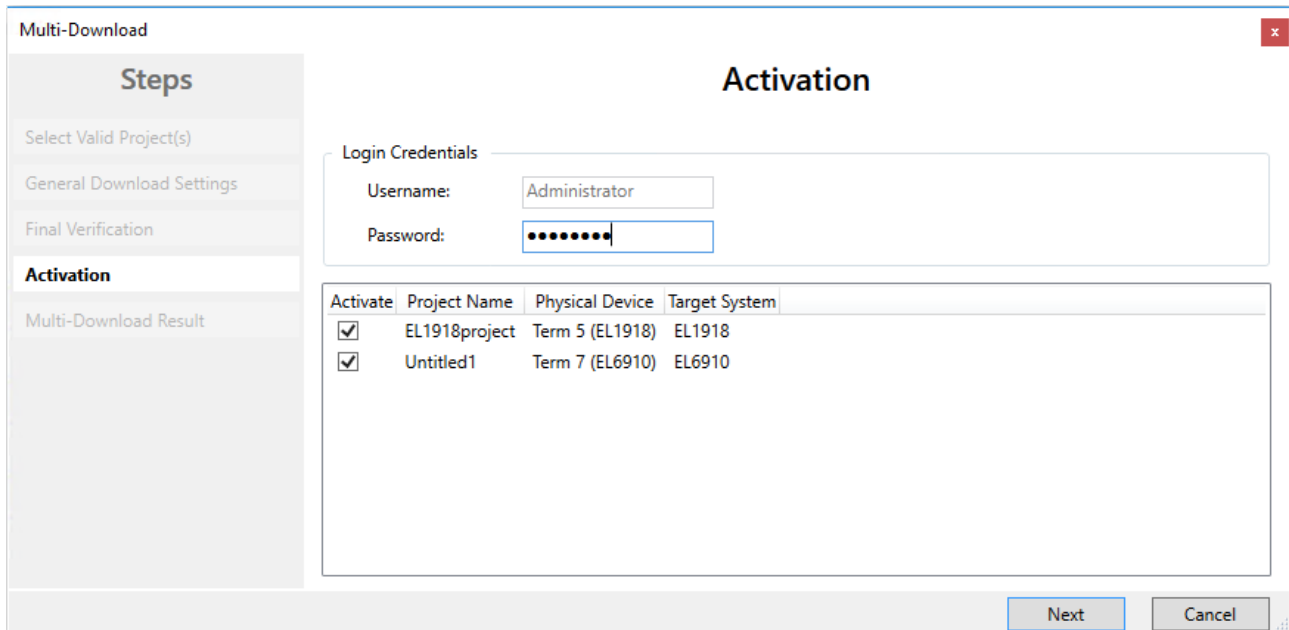 Multi-Download
x
Steps
Select Valid Project(s)
General Download Settings
Final Verification
Activation
Multi-Download Result
Activation
Login Credentials
Username: Administrator
Password: ●●●●●●●●
Activate Project Name Physical Device Target System
EL1918project Term 5 (EL1918) EL1918
Untitled1 Term 7 (EL6910) EL6910
Next Cancel